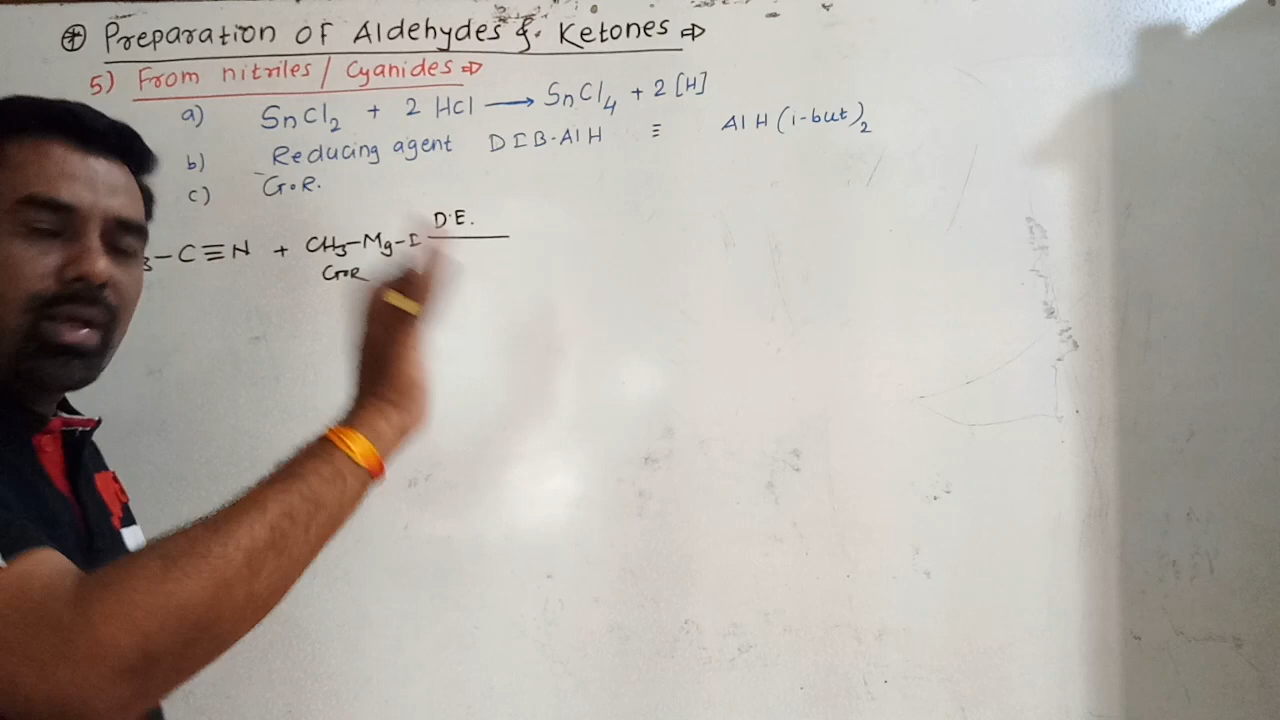 ⊕ Preparation of Aldehydes & Ketones ⇒
5) From nitriles / Cyanides ⇒
a) SnCl₂ + 2 HCl ⟶ SnCl₄ + 2 [H]
b) Reducing agent DIB-AlH ≡ AlH(i-but)₂
c) G.R.
D.E.
₃-C≡N + CH₃-Mg-I
G.R